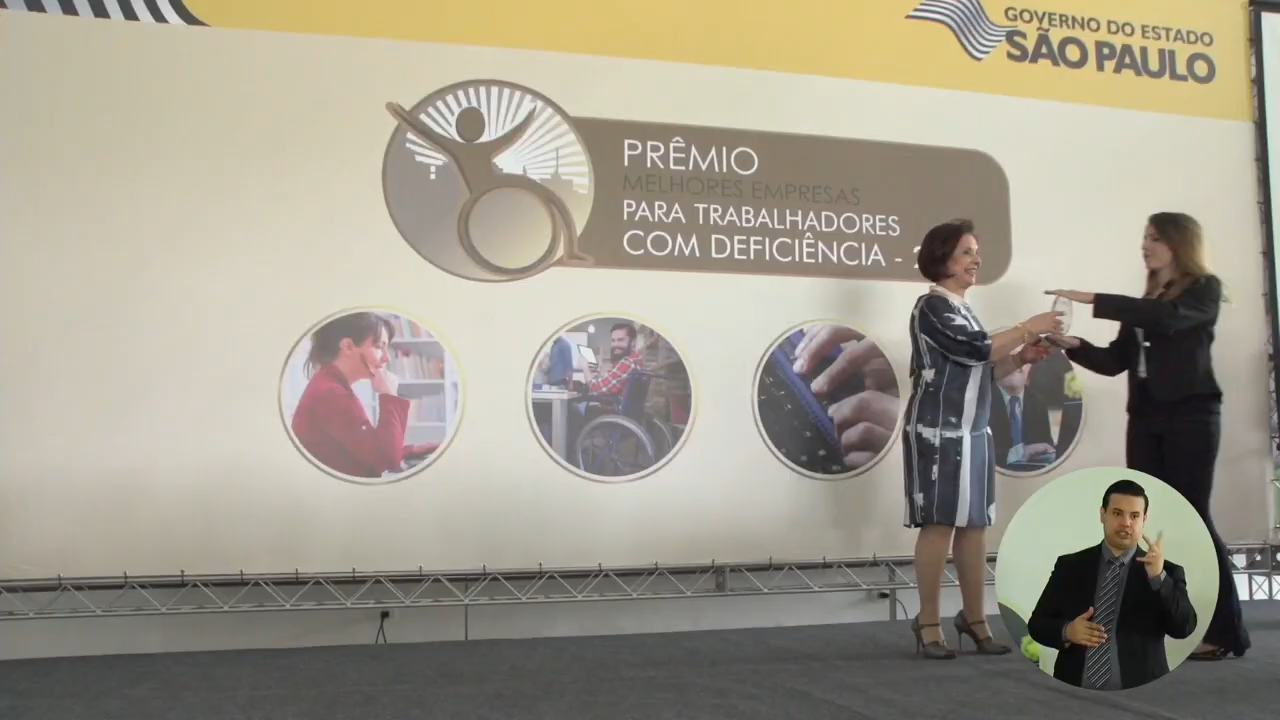 GOVERNO DO ESTADO
SÃO PAULO
PRÊMIO
MELHORES EMPRESAS
PARA TRABALHADORES
COM DEFICIÊNCIA -